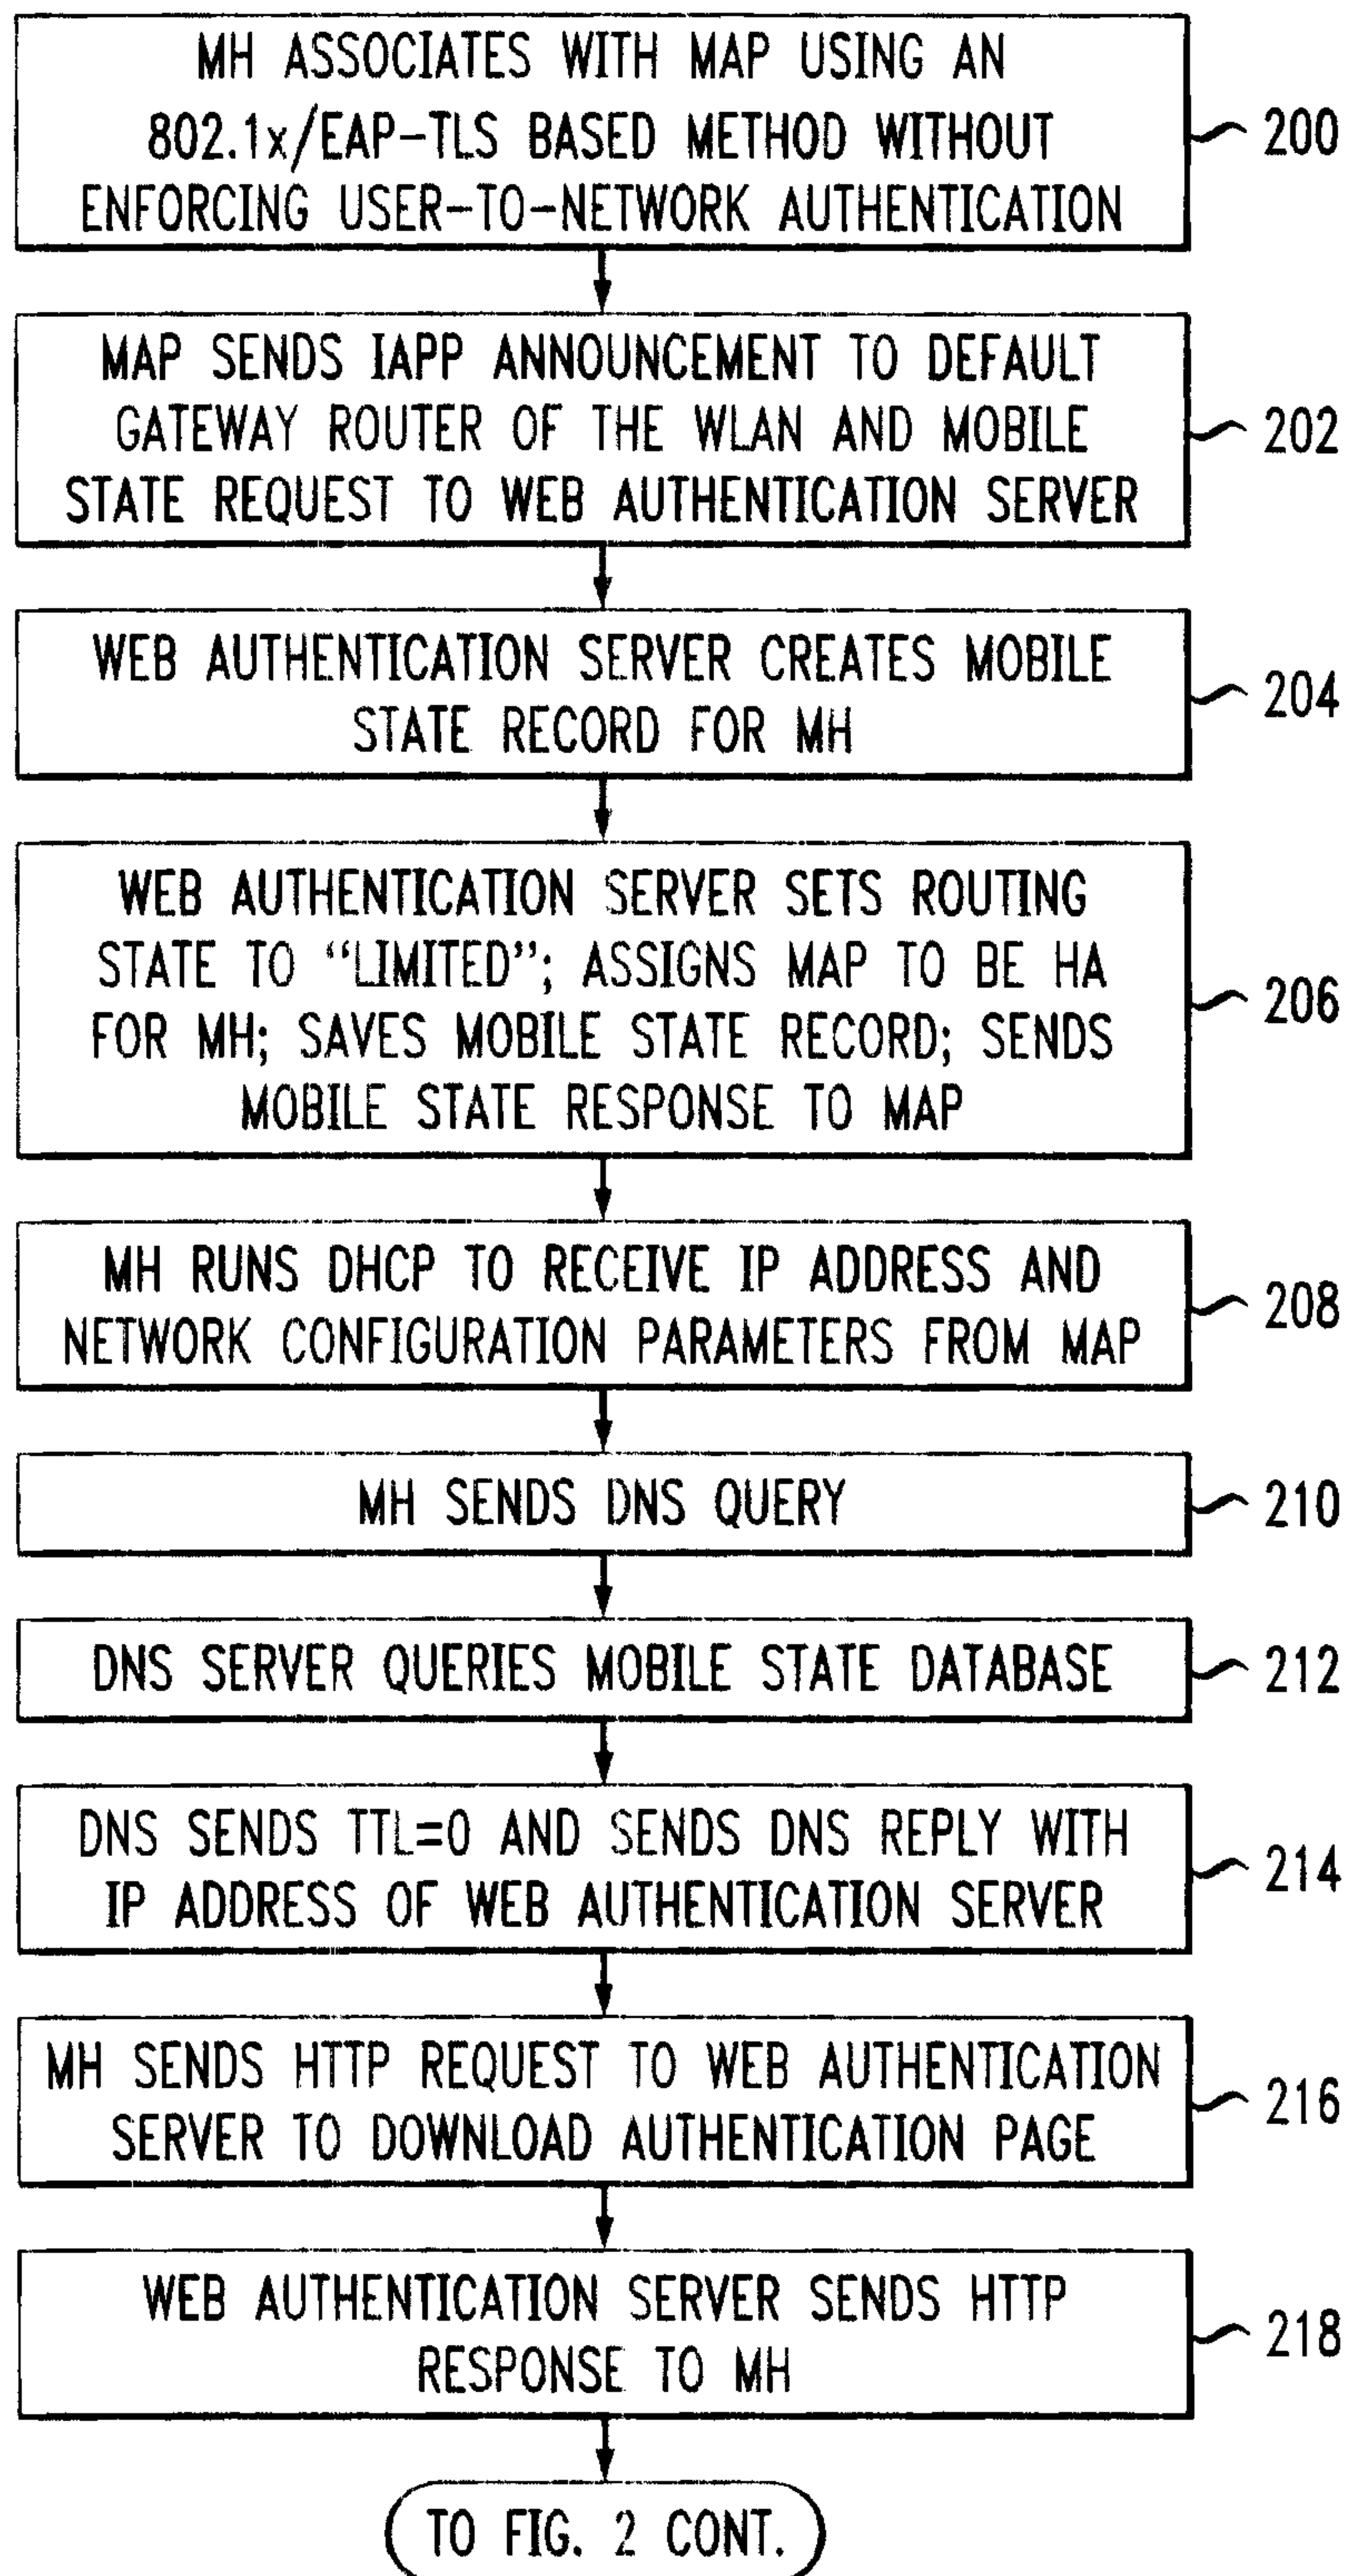 MH ASSOCIATES WITH MAP USING AN
802.1x/EAP-TLS BASED METHOD WITHOUT
ENFORCING USER-TO-NETWORK AUTHENTICATION
200
MAP SENDS IAPP ANNOUNCEMENT TO DEFAULT
GATEWAY ROUTER OF THE WLAN AND MOBILE
STATE REQUEST TO WEB AUTHENTICATION SERVER
202
WEB AUTHENTICATION SERVER CREATES MOBILE
STATE RECORD FOR MH
204
WEB AUTHENTICATION SERVER SETS ROUTING
STATE TO “LIMITED”; ASSIGNS MAP TO BE HA
FOR MH; SAVES MOBILE STATE RECORD; SENDS
MOBILE STATE RESPONSE TO MAP
206
MH RUNS DHCP TO RECEIVE IP ADDRESS AND
NETWORK CONFIGURATION PARAMETERS FROM MAP
208
MH SENDS DNS QUERY
210
DNS SERVER QUERIES MOBILE STATE DATABASE
212
DNS SENDS TTL=0 AND SENDS DNS REPLY WITH
IP ADDRESS OF WEB AUTHENTICATION SERVER
214
MH SENDS HTTP REQUEST TO WEB AUTHENTICATION
SERVER TO DOWNLOAD AUTHENTICATION PAGE
216
WEB AUTHENTICATION SERVER SENDS HTTP
RESPONSE TO MH
218
TO FIG. 2 CONT.